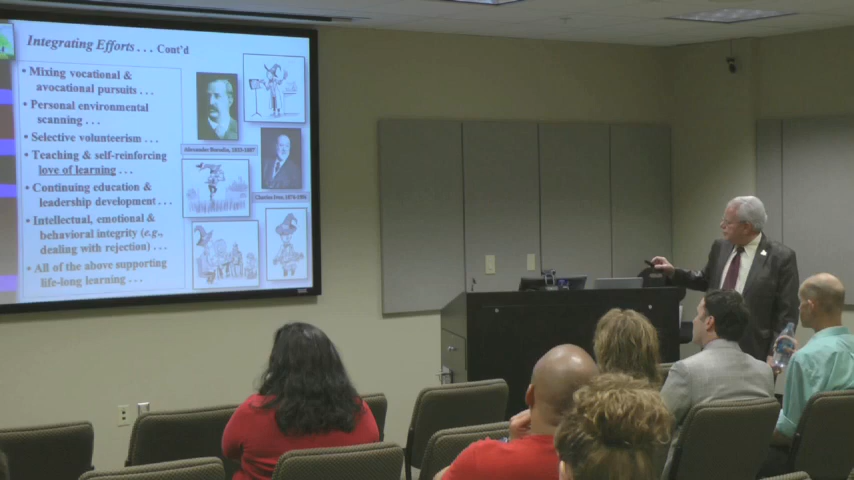 Integrating Efforts . . . Cont'd
• Mixing vocational &
avocational pursuits . . .
• Personal environmental
scanning . . .
• Selective volunteerism . . .
• Teaching & self-reinforcing
love of learning . . .
• Continuing education &
leadership development . . .
• Intellectual, emotional &
behavioral integrity (e.g.,
dealing with rejection) . . .
• All of the above supporting
life-long learning . . .
Alexander Borodin, 1833-1887
Charles Ives, 1874-1954